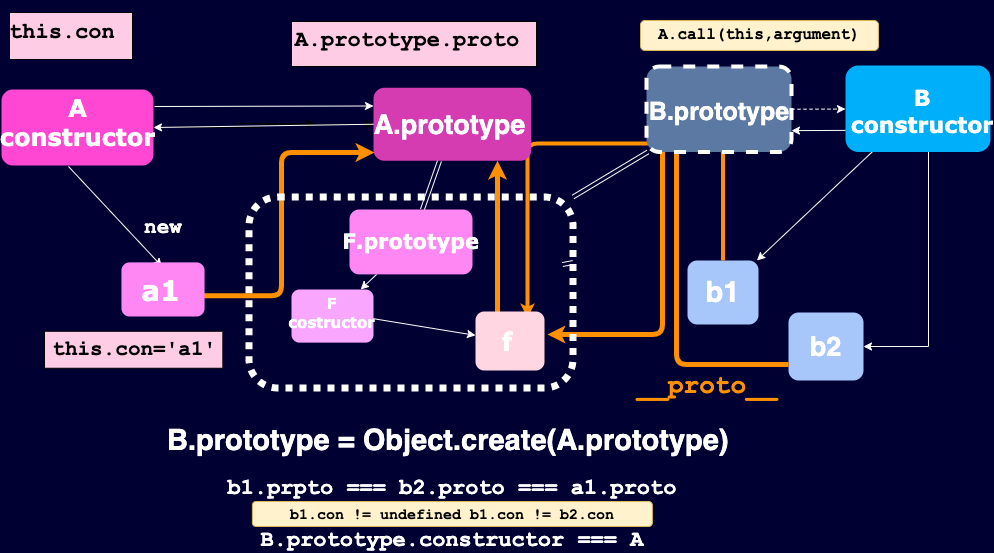 this.con
A.prototype.proto
A.call(this,argument)
A
constructor
A.prototype
B.prototype
B
constructor
new
F.prototype
a1
F
costructor
f
b1
b2
this.con='a1'
__proto__
B.prototype = Object.create(A.prototype)
b1.prpto === b2.proto === a1.proto
b1.con != undefined b1.con != b2.con
B.prototype.constructor === A